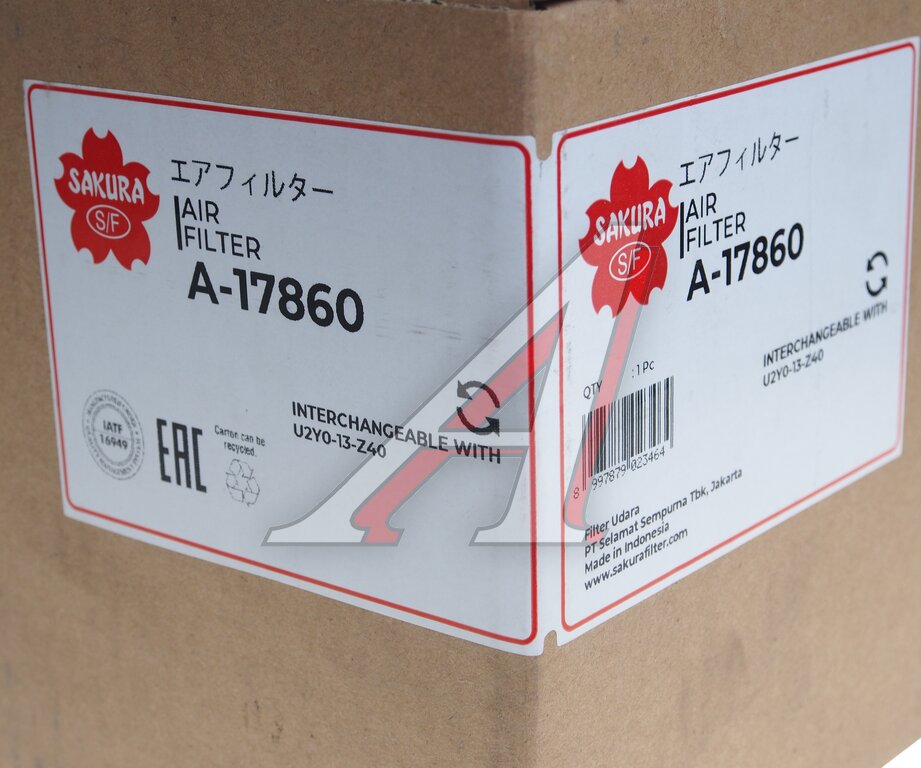 SAKURA
S/F
エアフィルター
AIR
FILTER
A-17860
INTERCHANGEABLE WITH
U2Y0-13-Z40
IATF
16949
EAC
Carton can be
recycled.
SAKURA
S/F
エアフィルター
AIR
FILTER
A-17860
INTERCHANGEABLE WITH
U2Y0-13-Z40
QTY : 1 Pc
8 997879 023464
Filter Udara
PT Selamat Sempurna Tbk, Jakarta
Made in Indonesia
www.sakurafilter.com